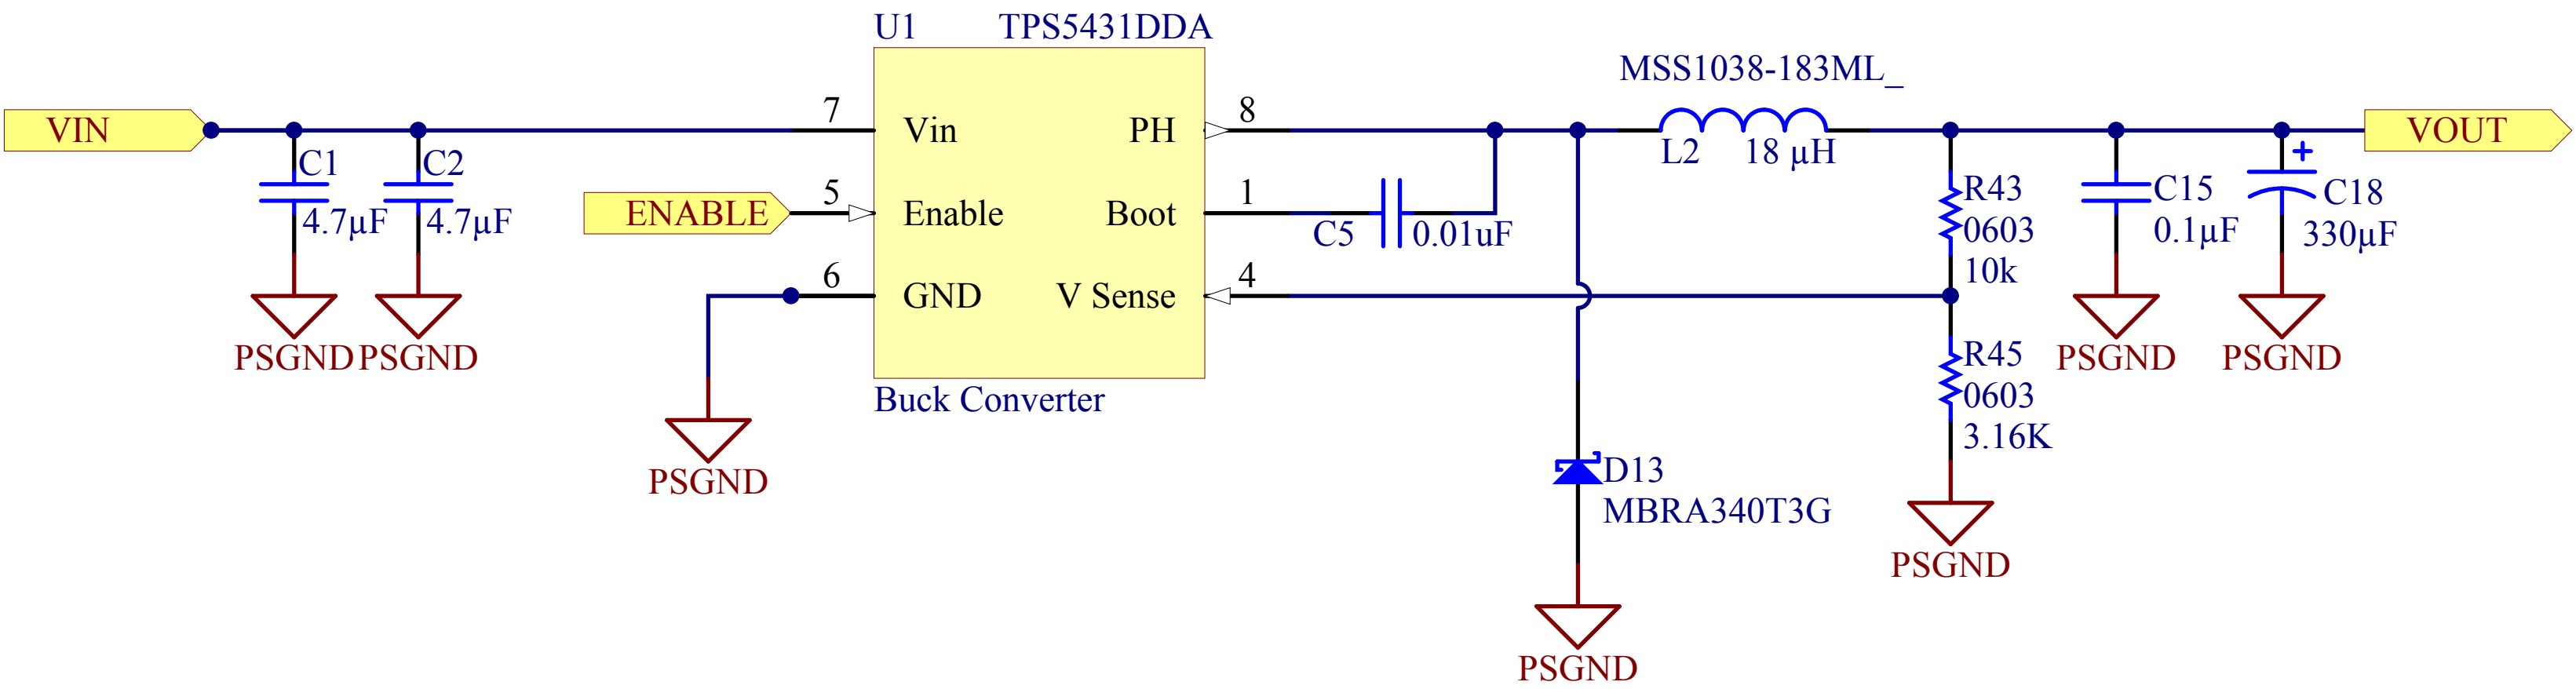 U1 TPS5431DDA
MSS1038-183ML_
VIN
7
Vin
PH
8
L2 18 µH
VOUT
C1
4.7µF
C2
4.7µF
ENABLE
5
Enable
Boot
1
C5
0.01uF
R43
0603
10k
C15
0.1µF
C18
330µF
+
6
GND
V Sense
4
PSGND
PSGND
R45
0603
3.16K
PSGND
PSGND
Buck Converter
PSGND
D13
MBRA340T3G
PSGND
PSGND